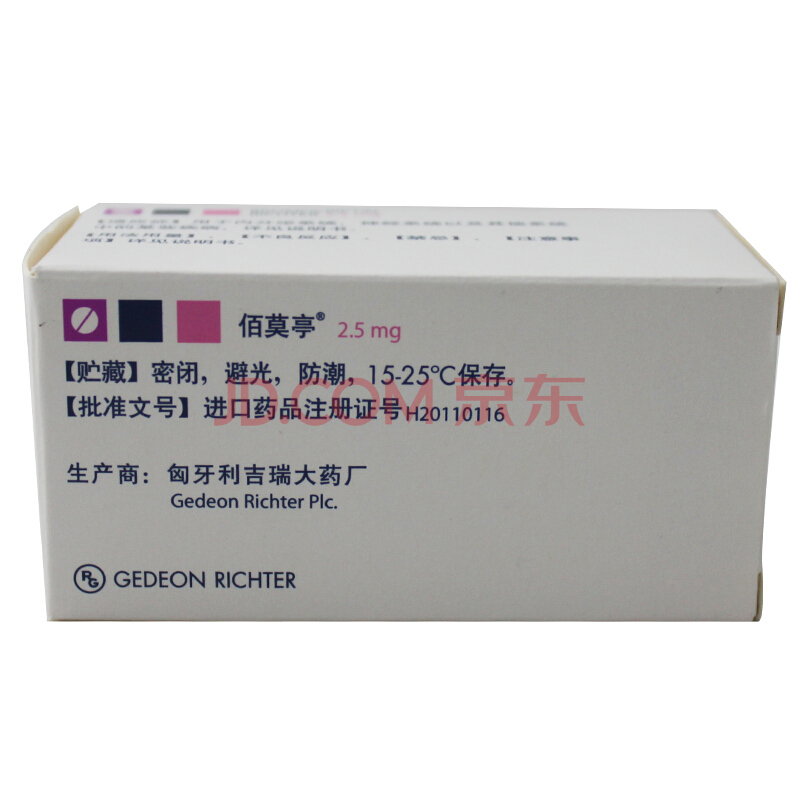 佰莫亭® 2.5 mg
【贮藏】密闭，避光，防潮，15-25℃保存。
【批准文号】进口药品注册证号H20110116
JD.COM 京东
生产商：匈牙利吉瑞大药厂
Gedeon Richter Plc.
RG GEDEON RICHTER